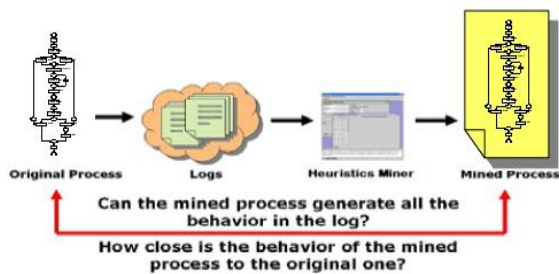 Original Process
Logs
Heuristics Miner
Mined Process
Can the mined process generate all the
behavior in the log?
How close is the behavior of the mined
process to the original one?